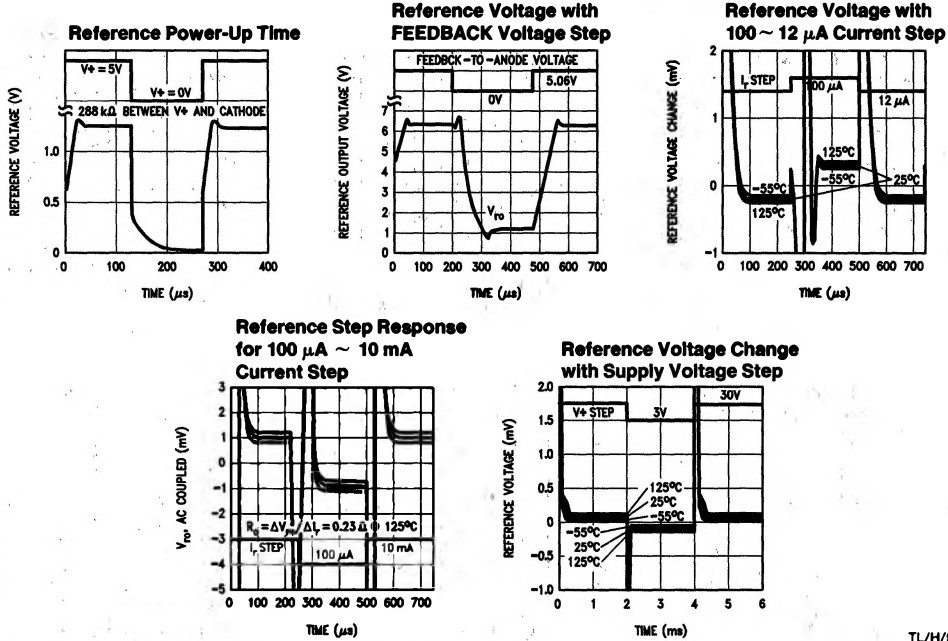 Reference Power-Up Time
V+ = 5V
V+ = 0V
288 kΩ BETWEEN V+ AND CATHODE
REFERENCE VOLTAGE (V)
1.0
0.5
0
0 100 200 300 400
TIME (μs)
Reference Voltage with
FEEDBACK Voltage Step
FEEDBCK-TO-ANODE VOLTAGE
5.06V
0V
REFERENCE OUTPUT VOLTAGE (V)
7
6
5
4
3
2
1
0
Vro
0 100 200 300 400 500 600 700
TIME (μs)
Reference Voltage with
100 ~ 12 μA Current Step
Ir STEP
100 μA
12 μA
REFERENCE VOLTAGE CHANGE (mV)
2
1
0
-1
125°C
-55°C
-55°C
25°C
125°C
0 100 200 300 400 500 600 700
TIME (μs)
Reference Step Response
for 100 μA ~ 10 mA
Current Step
Vro, AC COUPLED (mV)
3
2
1
0
-1
-2
-3
-4
-5
Ro = ΔVro/ΔIr = 0.23 Ω @ 125°C
Ir STEP
100 μA
10 mA
0 100 200 300 400 500 600 700
TIME (μs)
Reference Voltage Change
with Supply Voltage Step
30V
V+ STEP
3V
REFERENCE VOLTAGE (mV)
2.0
1.5
1.0
0.5
0
-0.5
-1.0
125°C
25°C
-55°C
-55°C
25°C
125°C
0 1 2 3 4 5 6
TIME (ms)
TL/H/